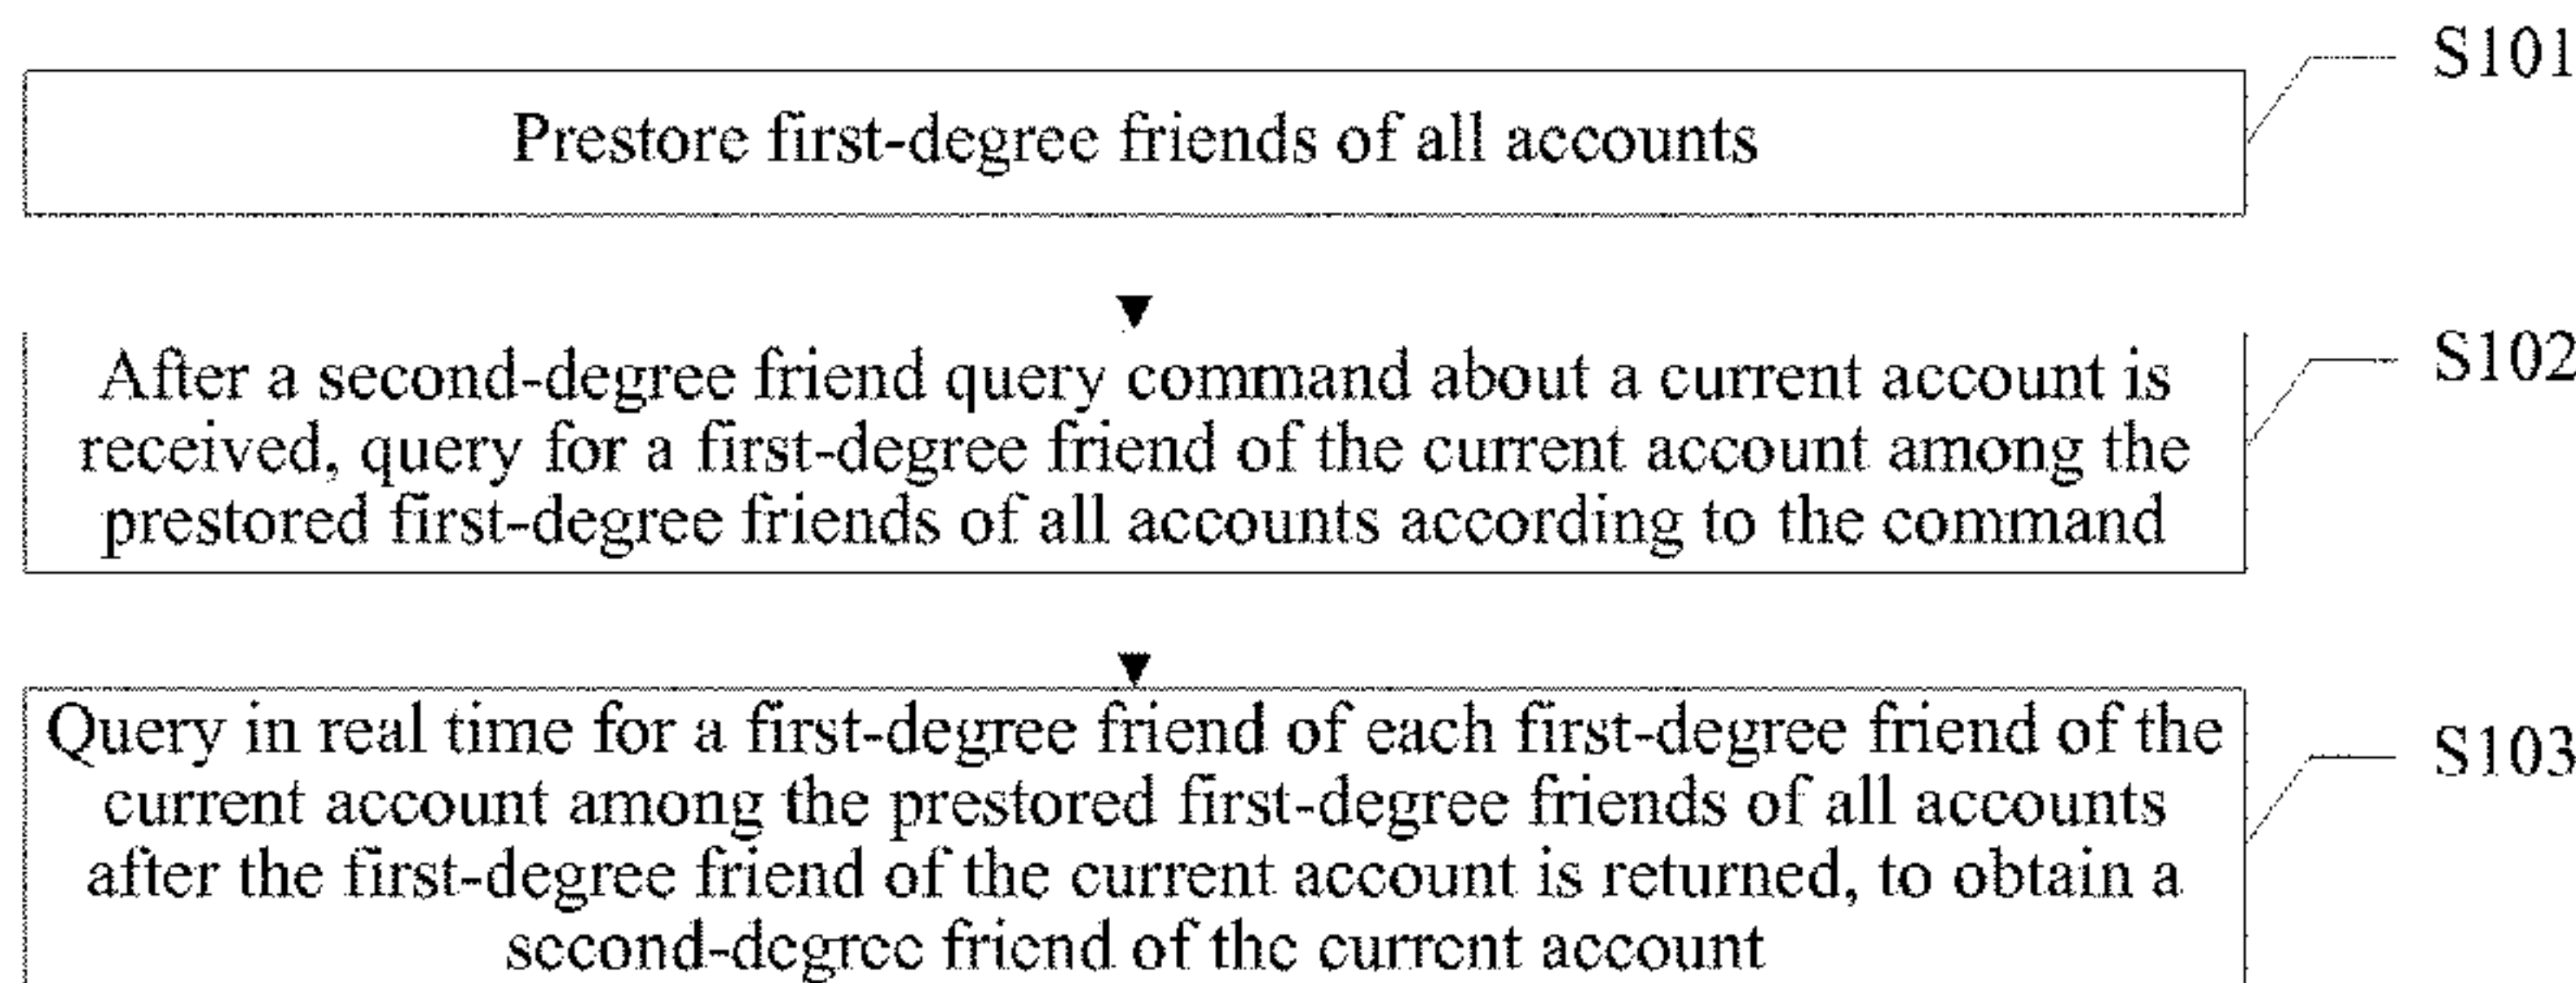 S101
Prestore first-degree friends of all accounts
S102
After a second-degree friend query command about a current account is
received, query for a first-degree friend of the current account among the
prestored first-degree friends of all accounts according to the command
S103
Query in real time for a first-degree friend of each first-degree friend of the
current account among the prestored first-degree friends of all accounts
after the first-degree friend of the current account is returned, to obtain a
second-degree friend of the current account